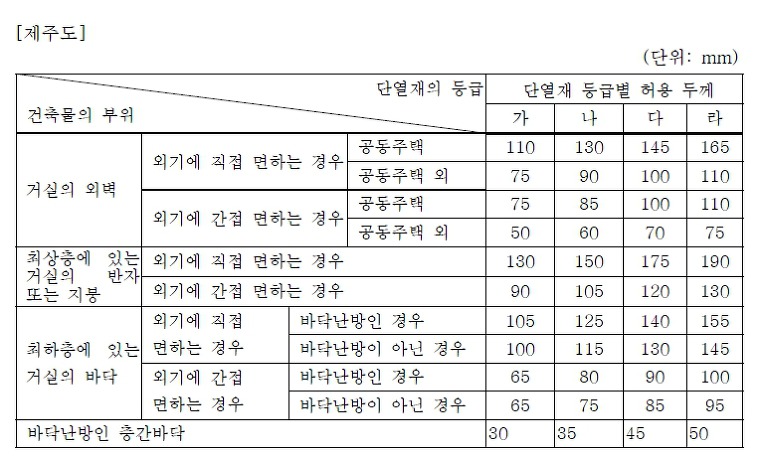 [제주도]
(단위: mm)
단열재의 등급 단열재 등급별 허용 두께
건축물의 부위 가 나 다 라
거실의 외벽 외기에 직접 면하는 경우 공동주택 110 130 145 165
공동주택 외 75 90 100 110
외기에 간접 면하는 경우 공동주택 75 85 100 110
공동주택 외 50 60 70 75
최상층에 있는
거실의 반자
또는 지붕
외기에 직접 면하는 경우 130 150 175 190
외기에 간접 면하는 경우 90 105 120 130
최하층에 있는
거실의 바닥
외기에 직접
면하는 경우
바닥난방인 경우 105 125 140 155
바닥난방이 아닌 경우 100 115 130 145
외기에 간접
면하는 경우
바닥난방인 경우 65 80 90 100
바닥난방이 아닌 경우 65 75 85 95
바닥난방인 층간바닥 30 35 45 50